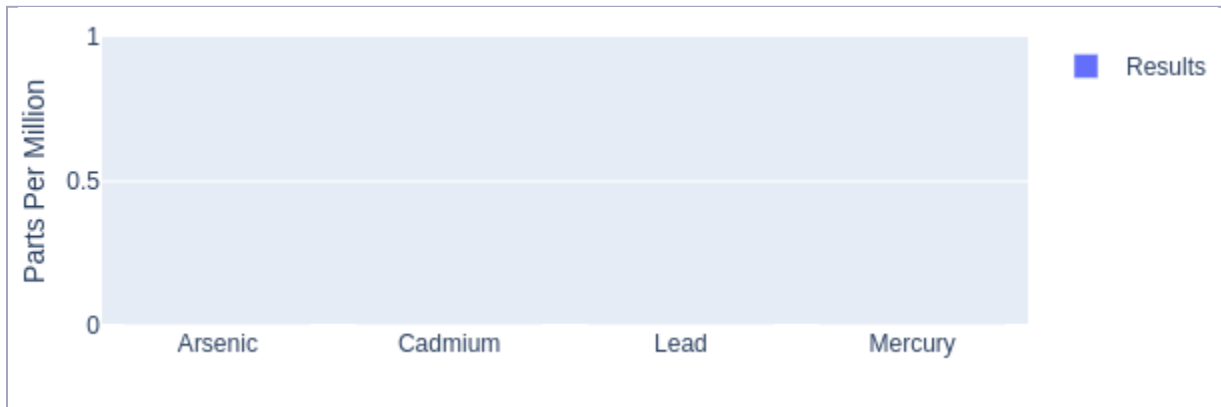 Parts Per Million
1
0.5
0
Arsenic Cadmium Lead Mercury
Results